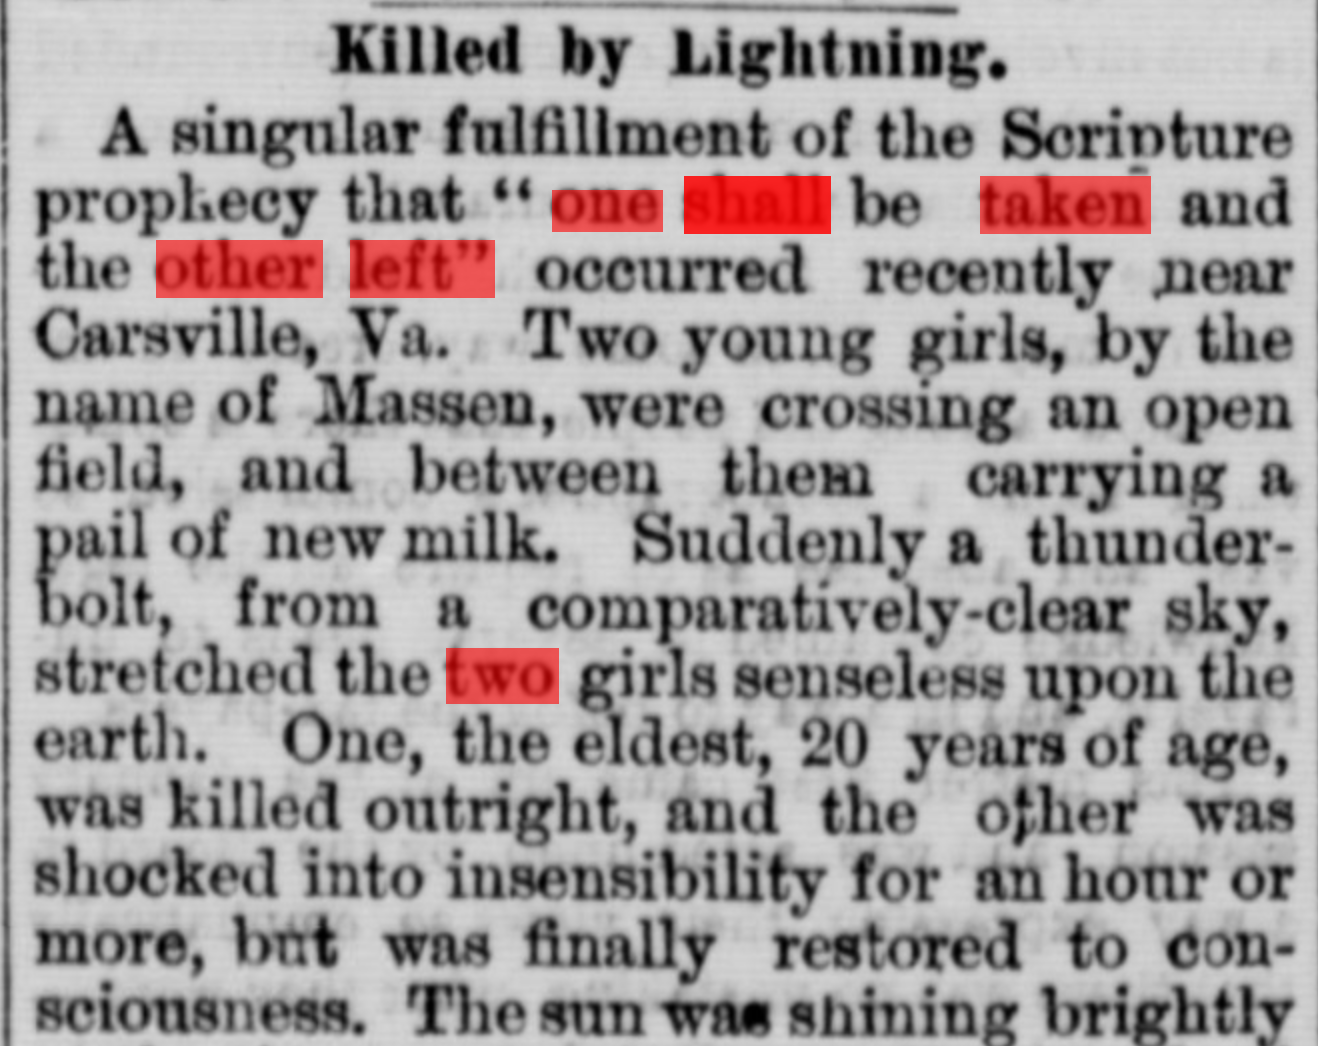 Killed by Lightning.
A singular fulfillment of the Scripture
prophecy that “ one shall be taken and
the other left” occurred recently near
Carsville, Va. Two young girls, by the
name of Massen, were crossing an open
field, and between them carrying a
pail of new milk. Suddenly a thunder-
bolt, from a comparatively-clear sky,
stretched the two girls senseless upon the
earth. One, the eldest, 20 years of age,
was killed outright, and the other was
shocked into insensibility for an hour or
more, but was finally restored to con-
sciousness. The sun was shining brightly